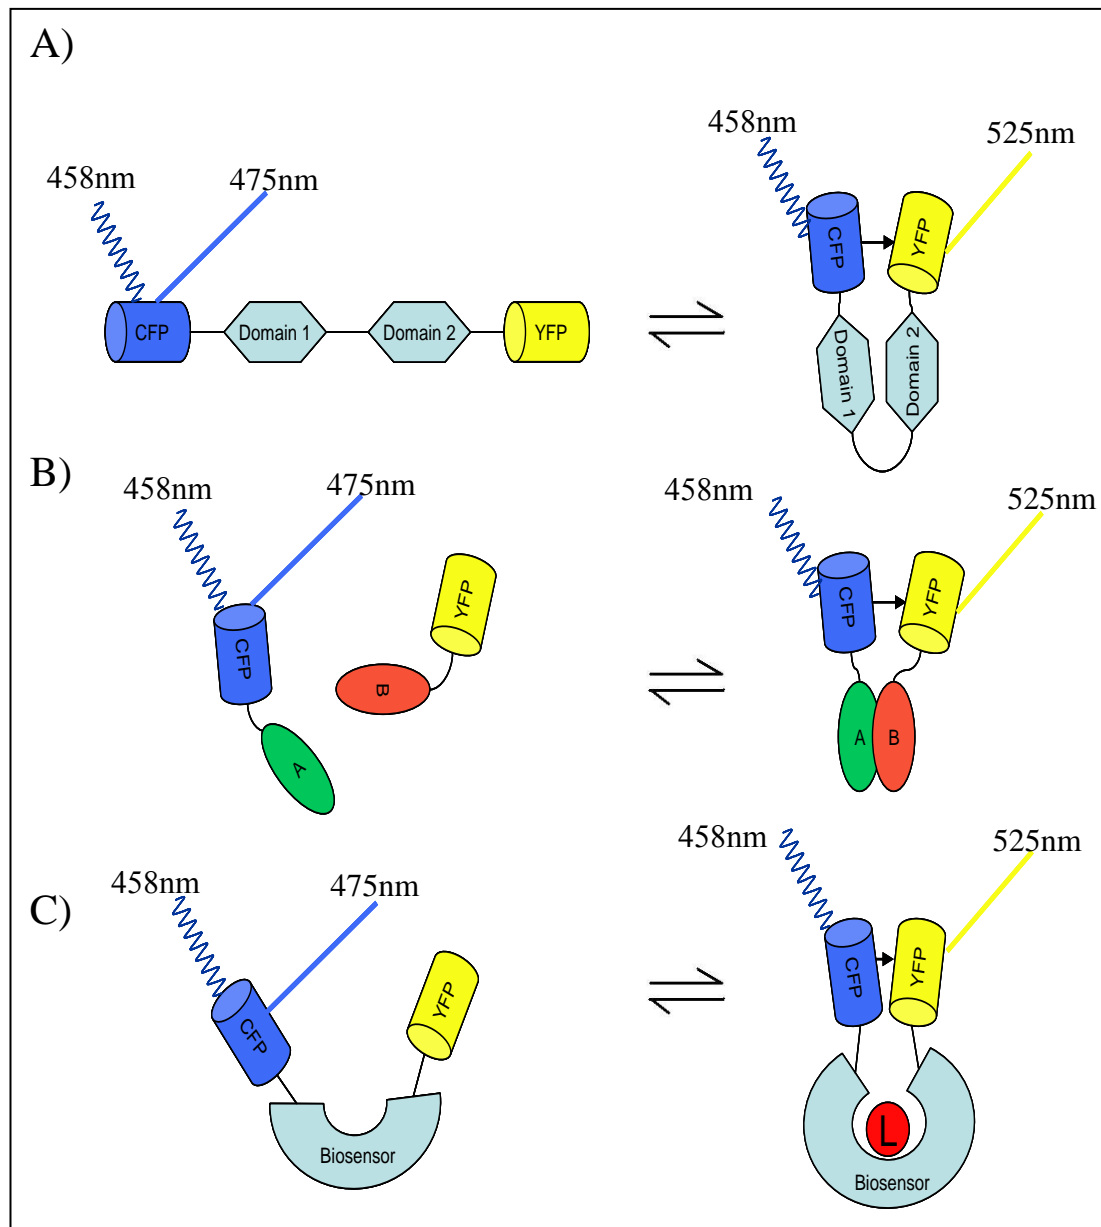 A)
458nm
475nm
CFP
Domain 1
Domain 2
YFP
458nm
525nm
CFP
YFP
Domain 1
Domain 2
B)
458nm
475nm
CFP
YFP
A
B
458nm
525nm
CFP
YFP
A
B
C)
458nm
475nm
CFP
YFP
Biosensor
458nm
525nm
CFP
YFP
L
Biosensor